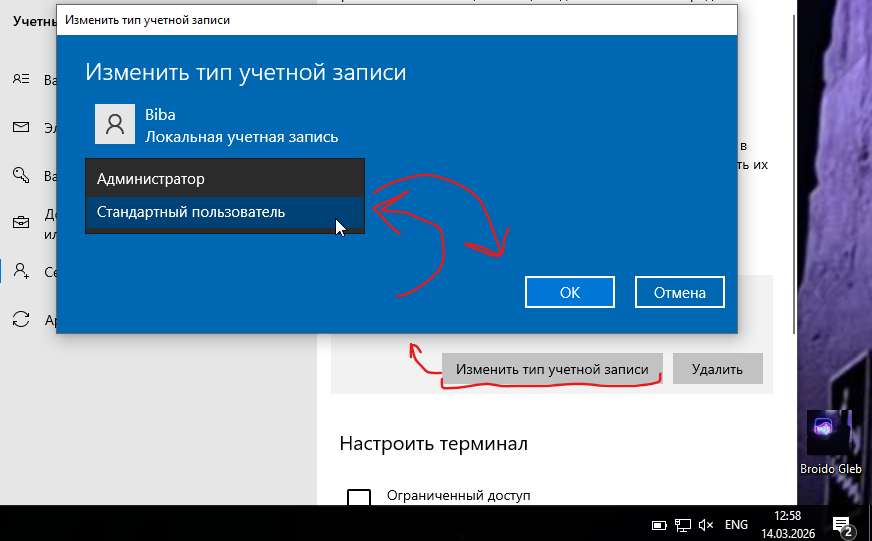 Изменить тип учетной записи
Учетны
Изменить тип учетной записи
Ва
Biba
Локальная учетная запись
Эл
в
Администратор
ть их
Ва
Стандартный пользователь
До
или
Се
OK
Отмена
Ар
Изменить тип учетной записи
Удалить
Настроить терминал
Broido Gleb
Ограниченный доступ
ENG
12:58
14.03.2026
2